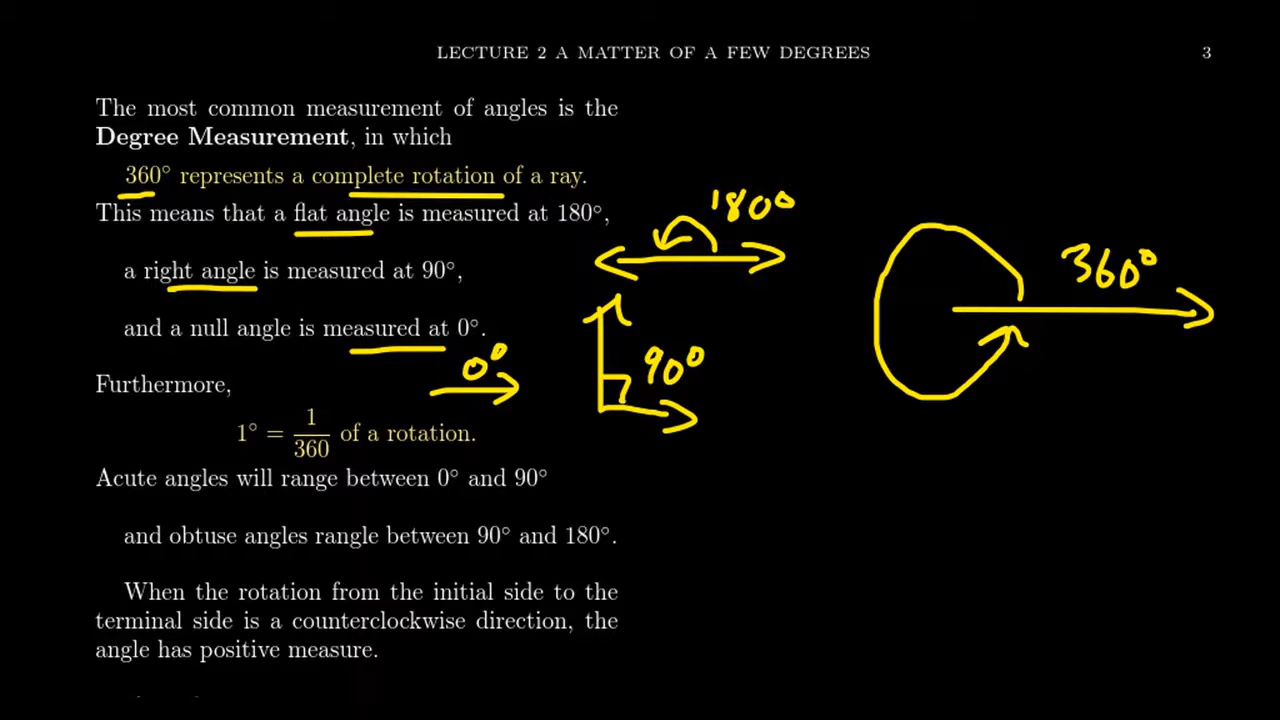 LECTURE 2 A MATTER OF A FEW DEGREES 3
The most common measurement of angles is the
Degree Measurement, in which
360° represents a complete rotation of a ray.
This means that a flat angle is measured at 180°,
180°
a right angle is measured at 90°,
360°
and a null angle is measured at 0°.
0°
90°
Furthermore,
1° = 1/360 of a rotation.
Acute angles will range between 0° and 90°
and obtuse angles rangle between 90° and 180°.
When the rotation from the initial side to the
terminal side is a counterclockwise direction, the
angle has positive measure.